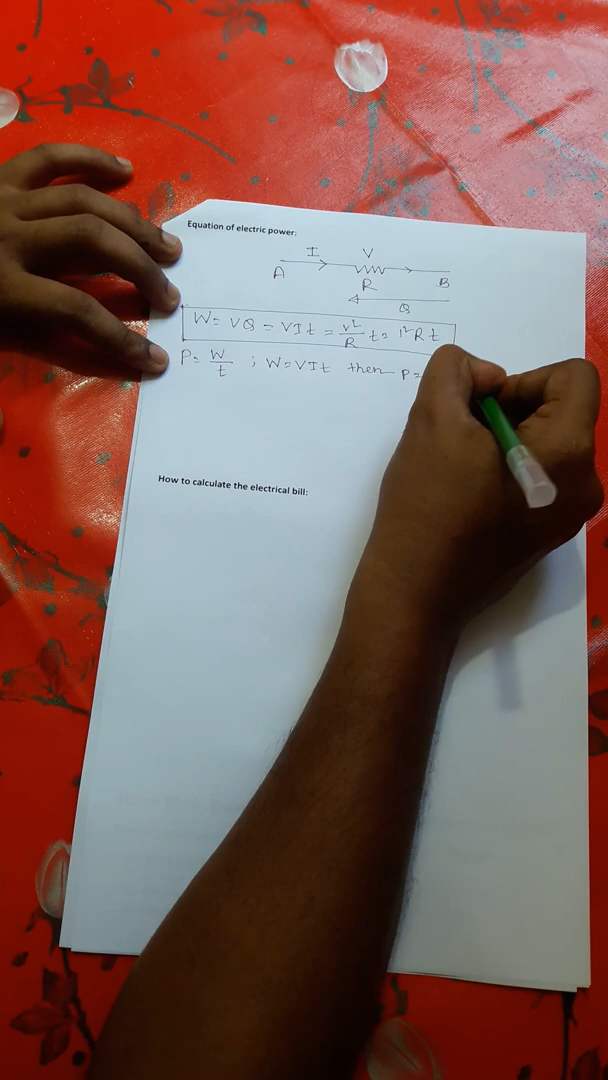 Equation of electric power:
I V
A R B
Q
W = VQ = VIt = V²/R t = I²Rt
P = W/t ; W = VIt then P =
How to calculate the electrical bill: